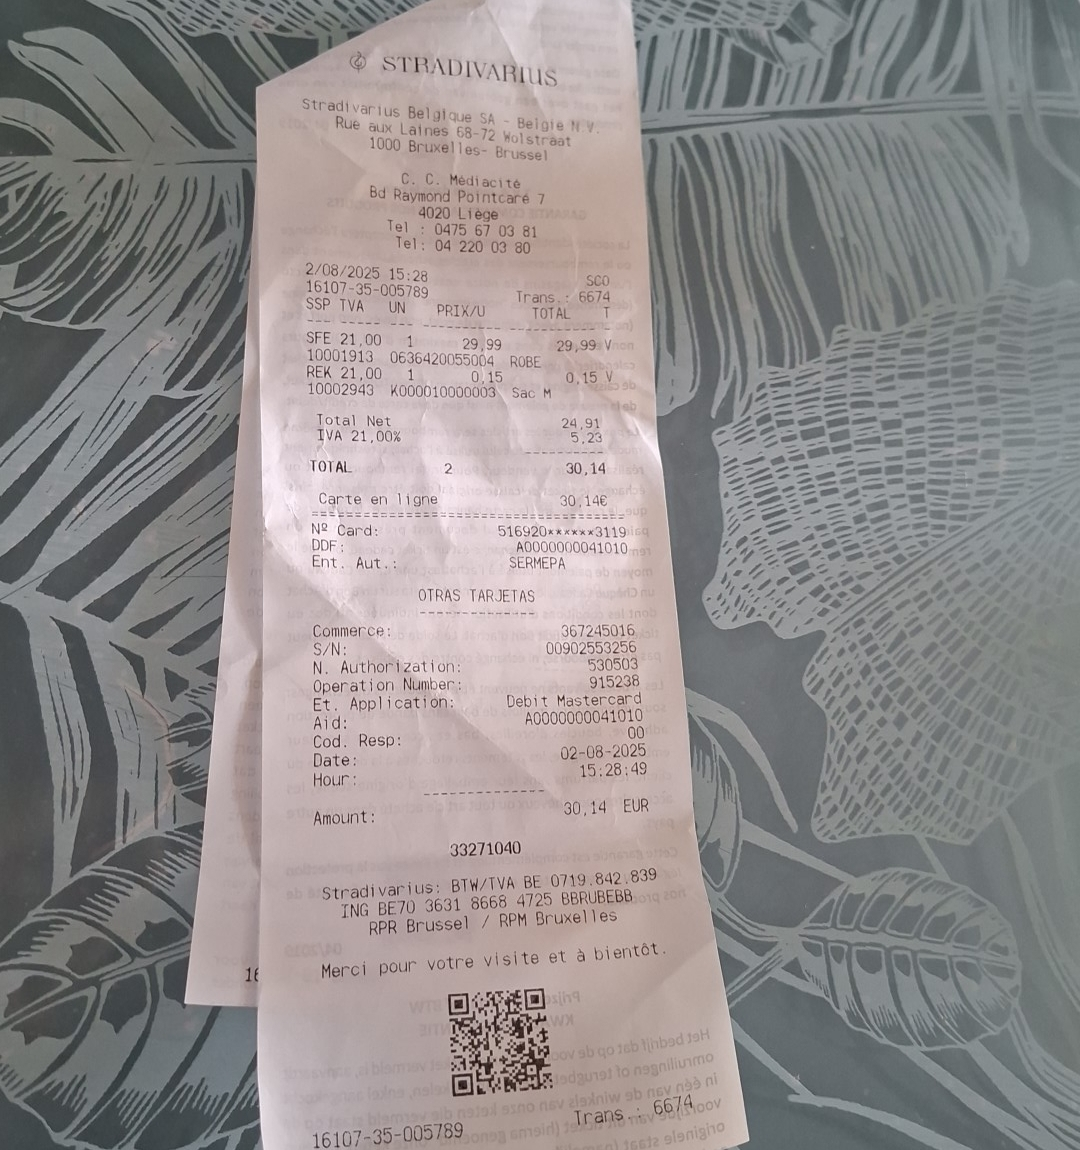 STRADIVARIUS
Stradivarius Belgique SA - Belgie N.V.
Rue aux Laines 68-72 Wolstraat
1000 Bruxelles- Brussel
C. C. Médiacité
Bd Raymond Pointcaré 7
4020 Liège
Tel : 0475 67 03 81
Tel: 04 220 03 80
2/08/2025 15:28 SCO
16107-35-005789 Trans.: 6674
SSP TVA UN PRIX/U TOTAL T
SFE 21,00 1 29,99 29,99 V
10001913 0636420055004 ROBE
REK 21,00 1 0,15 0,15 V
10002943 K000010000003 Sac M
Total Net 24,91
IVA 21,00% 5,23
TOTAL 2 30,14
Carte en ligne 30,14€
Nº Card: 516920******3119
DDF: A0000000041010
Ent. Aut.: SERMEPA
OTRAS TARJETAS
Commerce: 367245016
S/N: 00902553256
N. Authorization: 530503
Operation Number: 915238
Et. Application: Debit Mastercard
Aid: A0000000041010
Cod. Resp: 00
Date: 02-08-2025
Hour: 15:28:49
Amount: 30,14 EUR
33271040
Stradivarius: BTW/TVA BE 0719.842.839
ING BE70 3631 8668 4725 BBRUBEBB
RPR Brussel / RPM Bruxelles
Merci pour votre visite et à bientôt.
16
16107-35-005789 Trans.: 6674